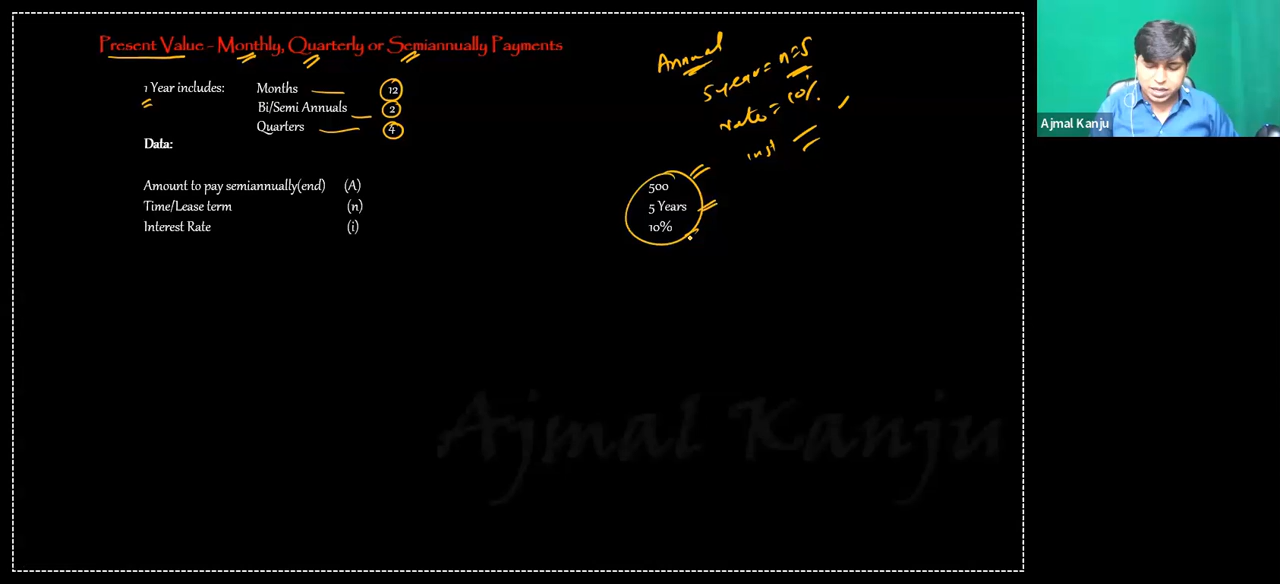 Present Value - Monthly, Quarterly or Semiannually Payments
1 Year includes: Months 12
Bi/Semi Annuals 2
Quarters 4
Data:
Amount to pay semiannually(end) (A) 500
Time/Lease term (n) 5 Years
Interest Rate (i) 10%
Annual
5 year = n=5
rate = 10%
inst
Ajmal Kanju
Ajmal Kanju